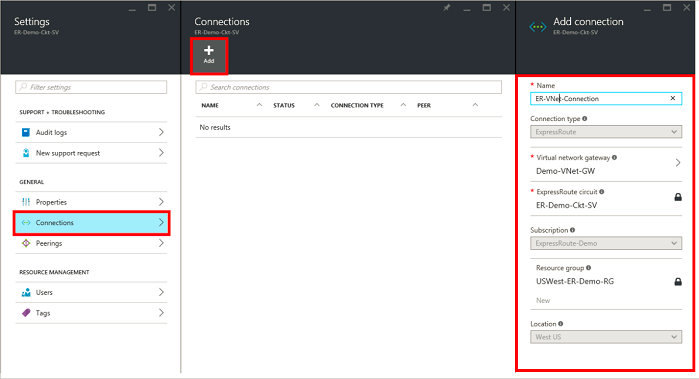 Settings
ER-Demo-Ckt-SV
Filter settings
SUPPORT + TROUBLESHOOTING
Audit logs
New support request
GENERAL
Properties
Connections
Peerings
RESOURCE MANAGEMENT
Users
Tags
Connections
ER-Demo-Ckt-SV
Add
Search connections
NAME STATUS CONNECTION TYPE PEER
No results
Add connection
ER-Demo-Ckt-SV
* Name
ER-VNet-Connection
Connection type
ExpressRoute
* Virtual network gateway
Demo-VNet-GW
* ExpressRoute circuit
ER-Demo-Ckt-SV
Subscription
ExpressRoute-Demo
Resource group
USWest-ER-Demo-RG
New
Location
West US